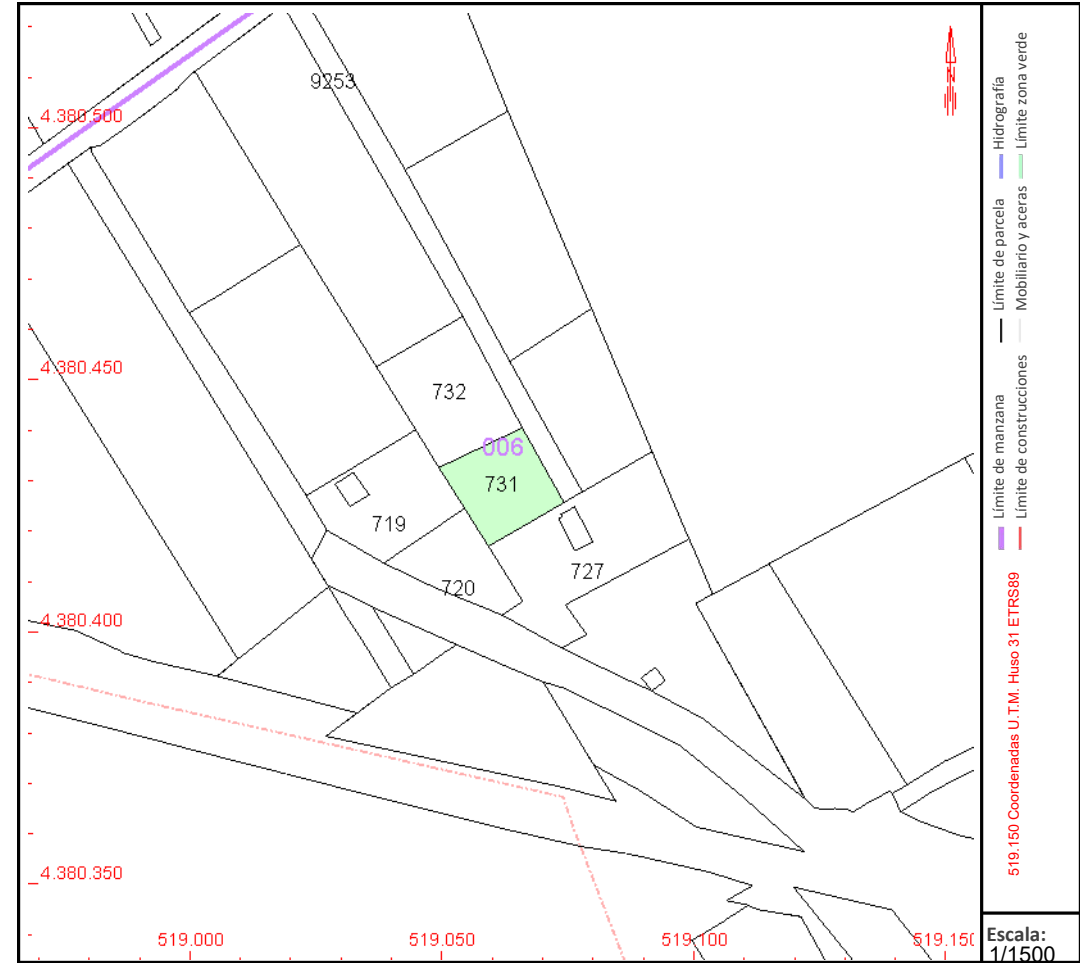 9253
4.380.500
N
4.380.450
732
006
731
719
727
720
4.380.400
4.380.350
519.000
519.050
519.100
519.150
Límite de manzana
Límite de parcela
Hidrografía
Límite de construcciones
Mobiliario y aceras
Límite zona verde
519.150 Coordenadas U.T.M. Huso 31 ETRS89
Escala:
1/1500